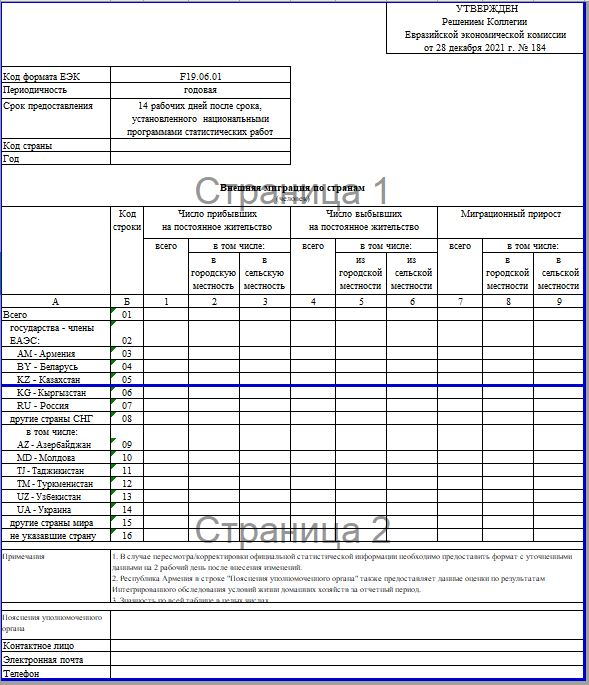 УТВЕРЖДЕН
Решением Коллегии
Евразийской экономической комиссии
от 28 декабря 2021 г. № 184
Код формата ЕЭК F19.06.01
Периодичность годовая
Срок предоставления 14 рабочих дней после срока,
установленного национальными
программами статистических работ
Код страны
Год
Страница 1
Внешняя миграция по странам
(человек)
Код строки
Число прибывших на постоянное жительство
Число выбывших на постоянное жительство
Миграционный прирост
всего в том числе: всего в том числе: всего в том числе:
в городскую местность
в сельскую местность
из городской местности
из сельской местности
в городской местности
в сельской местности
А Б 1 2 3 4 5 6 7 8 9
Всего 01
государства - члены
ЕАЭС: 02
AM - Армения 03
BY - Беларусь 04
KZ - Казахстан 05
KG - Кыргызстан 06
RU - Россия 07
другие страны СНГ 08
в том числе:
AZ - Азербайджан 09
MD - Молдова 10
TJ - Таджикистан 11
TM - Туркменистан 12
UZ - Узбекистан 13
UA - Украина 14
другие страны мира 15
не указавшие страну 16
Страница 2
Примечания
1. В случае пересмотра/корректировки официальной статистической информации необходимо предоставить формат с уточненными
данными на 2 рабочий день после внесения изменений.
2. Республика Армения в строке "Пояснения уполномоченного органа" также предоставляет данные оценки по результатам
Интегрированного обследования условий жизни домашних хозяйств за отчетный период.
3. Значность по всей таблице в целых числах.
Пояснения уполномоченного
органа
Контактное лицо
Электронная почта
Телефон